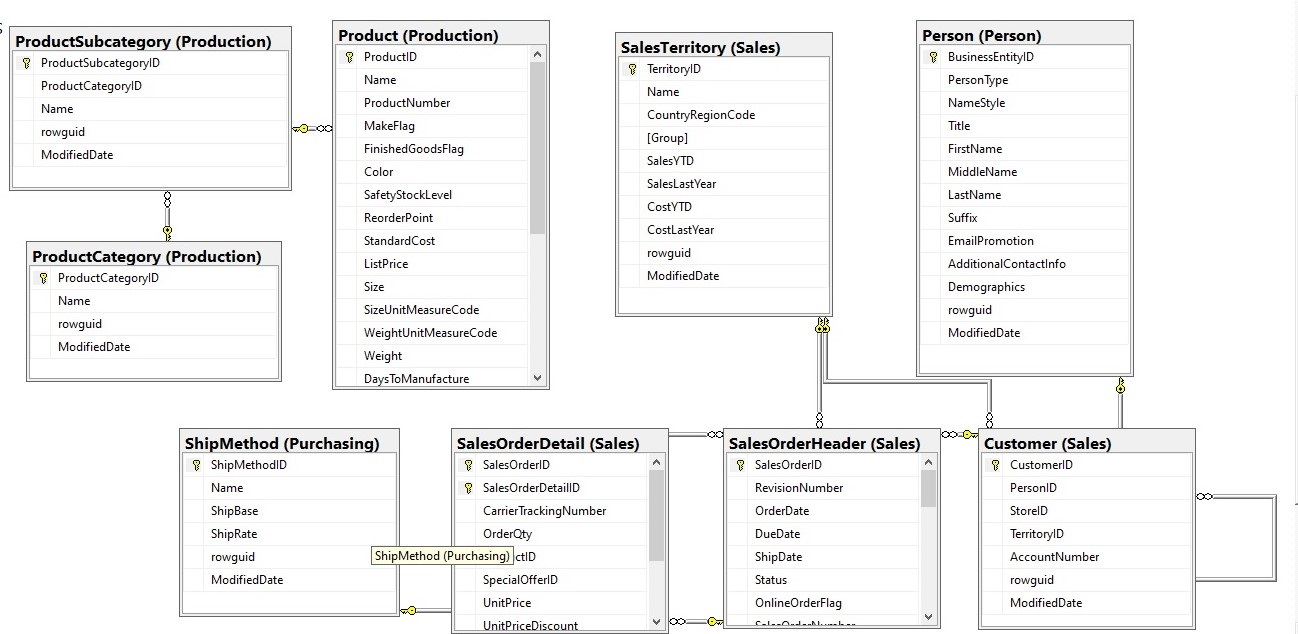 ProductSubcategory (Production)
ProductSubcategoryID
ProductCategoryID
Name
rowguid
ModifiedDate
ProductCategory (Production)
ProductCategoryID
Name
rowguid
ModifiedDate
Product (Production)
ProductID
Name
ProductNumber
MakeFlag
FinishedGoodsFlag
Color
SafetyStockLevel
ReorderPoint
StandardCost
ListPrice
Size
SizeUnitMeasureCode
WeightUnitMeasureCode
Weight
DaysToManufacture
SalesTerritory (Sales)
TerritoryID
Name
CountryRegionCode
[Group]
SalesYTD
SalesLastYear
CostYTD
CostLastYear
rowguid
ModifiedDate
Person (Person)
BusinessEntityID
PersonType
NameStyle
Title
FirstName
MiddleName
LastName
Suffix
EmailPromotion
AdditionalContactInfo
Demographics
rowguid
ModifiedDate
ShipMethod (Purchasing)
ShipMethodID
Name
ShipBase
ShipRate
rowguid
ModifiedDate
ShipMethod (Purchasing)
SalesOrderDetail (Sales)
SalesOrderID
SalesOrderDetailID
CarrierTrackingNumber
OrderQty
ctID
SpecialOfferID
UnitPrice
UnitPriceDiscount
SalesOrderHeader (Sales)
SalesOrderID
RevisionNumber
OrderDate
DueDate
ShipDate
Status
OnlineOrderFlag
SalesOrderNumber
Customer (Sales)
CustomerID
PersonID
StoreID
TerritoryID
AccountNumber
rowguid
ModifiedDate